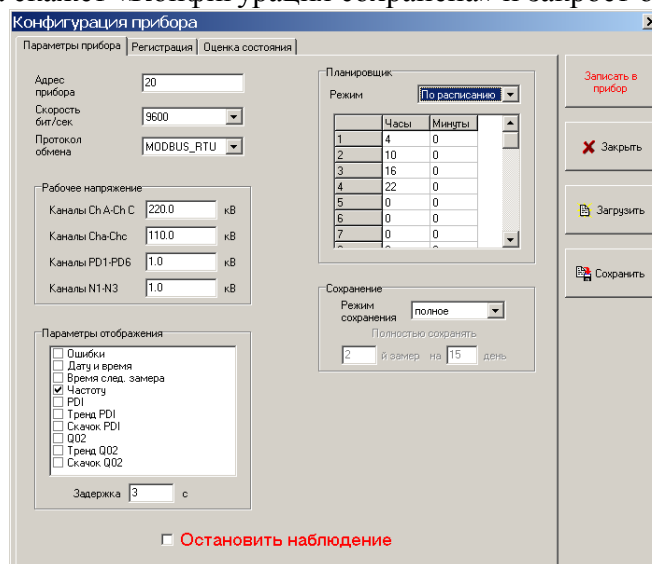 скажет «Конфигурация сохранена» и запрост о
Конфигурация прибора
Параметры прибора Регистрация Оценка состояния
Адрес прибора 20
Скорость бит/сек 9600
Протокол обмена MODBUS_RTU
Рабочее напряжение
Каналы Ch A-Ch C 220.0 кВ
Каналы Cha-Chc 110.0 кВ
Каналы PD1-PD6 1.0 кВ
Каналы N1-N3 1.0 кВ
Параметры отображения
Ошибки
Дату и время
Время след. замера
Частоту
PDI
Тренд PDI
Скачок PDI
Q02
Тренд Q02
Скачок Q02
Задержка 3 с
Планировщик
Режим По расписанию
Часы Минуты
1 4 0
2 10 0
3 16 0
4 22 0
5 0 0
6 0 0
7 0 0
Сохранение
Режим сохранения полное
Полностью сохранять
2 й замер на 15 день
Остановить наблюдение
Записать в прибор
Закрыть
Загрузить
Сохранить